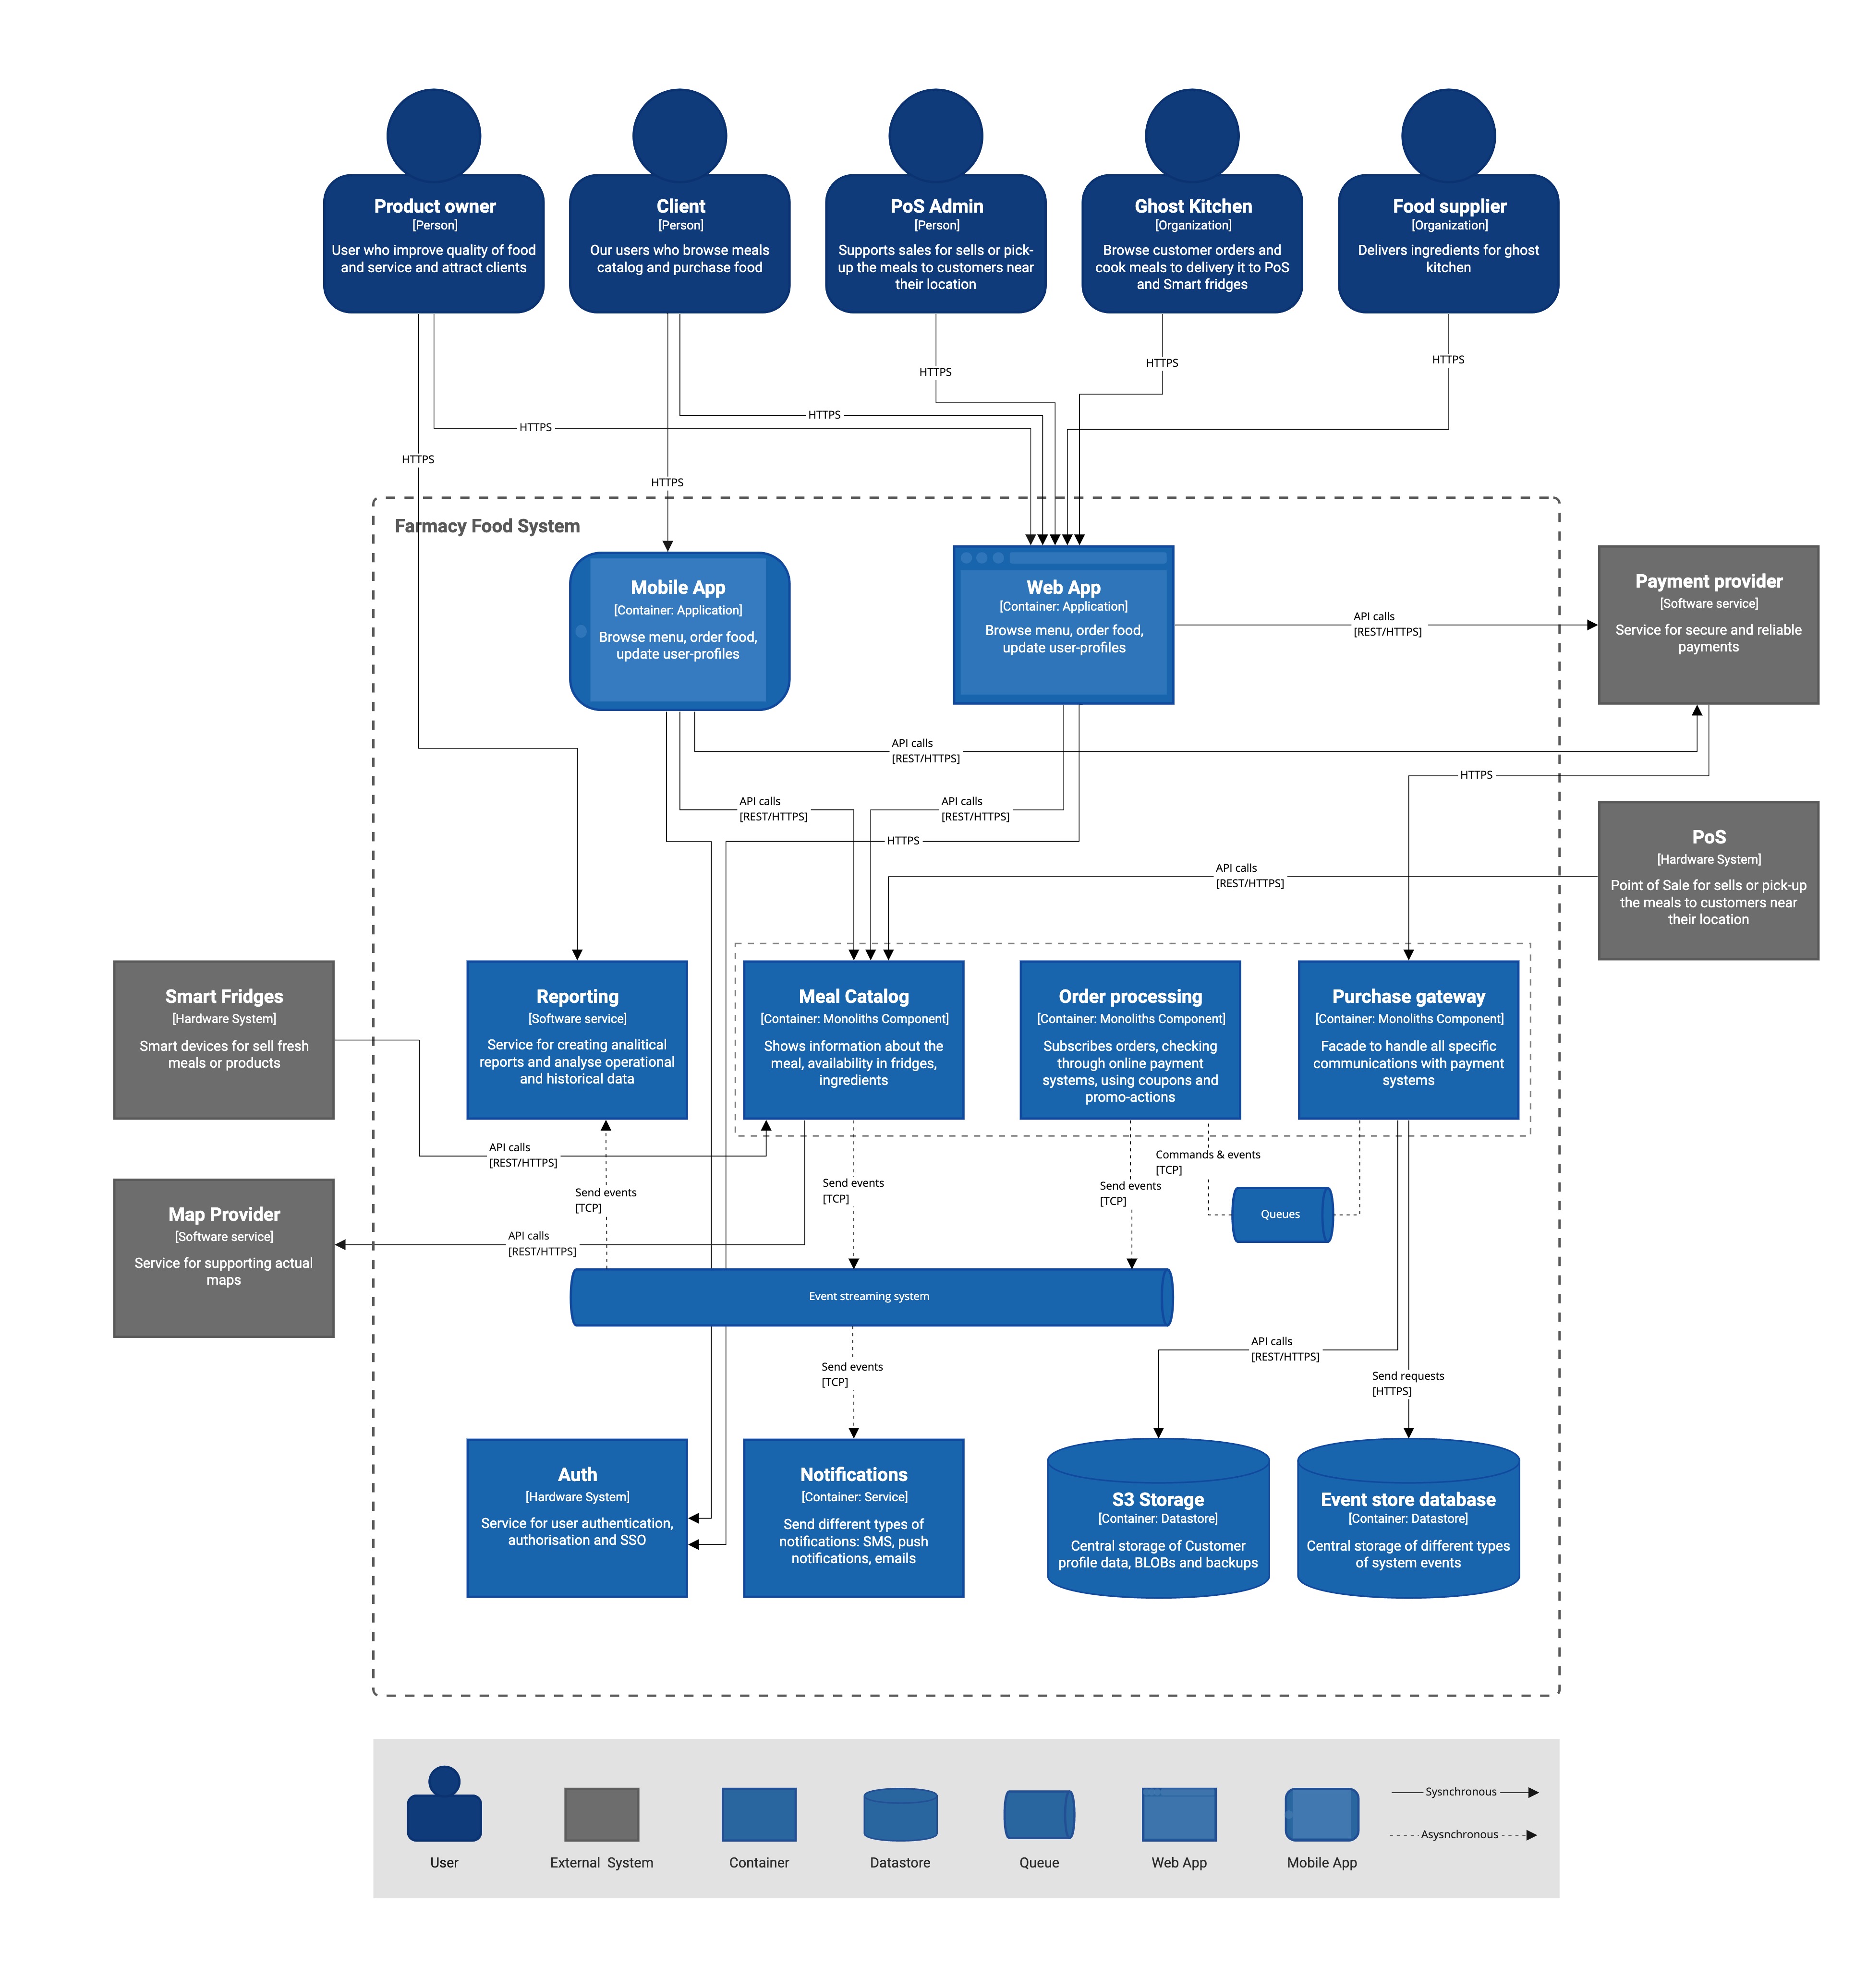 Product owner
[Person]
User who improve quality of food
and service and attract clients
Client
[Person]
Our users who browse meals
catalog and purchase food
PoS Admin
[Person]
Supports sales for sells or pick-
up the meals to customers near
their location
Ghost Kitchen
[Organization]
Browse customer orders and
cook meals to delivery it to PoS
and Smart fridges
Food supplier
[Organization]
Delivers ingredients for ghost
kitchen
HTTPS
HTTPS
HTTPS
HTTPS
HTTPS
HTTPS
HTTPS
Farmacy Food System
Mobile App
[Container: Application]
Browse menu, order food,
update user-profiles
Web App
[Container: Application]
Browse menu, order food,
update user-profiles
API calls
[REST/HTTPS]
Payment provider
[Software service]
Service for secure and reliable
payments
API calls
[REST/HTTPS]
HTTPS
API calls
[REST/HTTPS]
API calls
[REST/HTTPS]
HTTPS
API calls
[REST/HTTPS]
PoS
[Hardware System]
Point of Sale for sells or pick-up
the meals to customers near
their location
Smart Fridges
[Hardware System]
Smart devices for sell fresh
meals or products
Reporting
[Software service]
Service for creating analitical
reports and analyse operational
and historical data
Meal Catalog
[Container: Monoliths Component]
Shows information about the
meal, availability in fridges,
ingredients
Order processing
[Container: Monoliths Component]
Subscribes orders, checking
through online payment
systems, using coupons and
promo-actions
Purchase gateway
[Container: Monoliths Component]
Facade to handle all specific
communications with payment
systems
API calls
[REST/HTTPS]
Commands & events
[TCP]
Send events
[TCP]
Send events
[TCP]
Send events
[TCP]
Queues
Map Provider
[Software service]
Service for supporting actual
maps
API calls
[REST/HTTPS]
Event streaming system
Send events
[TCP]
API calls
[REST/HTTPS]
Send requests
[HTTPS]
Auth
[Hardware System]
Service for user authentication,
authorisation and SSO
Notifications
[Container: Service]
Send different types of
notifications: SMS, push
notifications, emails
S3 Storage
[Container: Datastore]
Central storage of Customer
profile data, BLOBs and backups
Event store database
[Container: Datastore]
Central storage of different types
of system events
User
External System
Container
Datastore
Queue
Web App
Mobile App
Sysnchronous
Asysnchronous